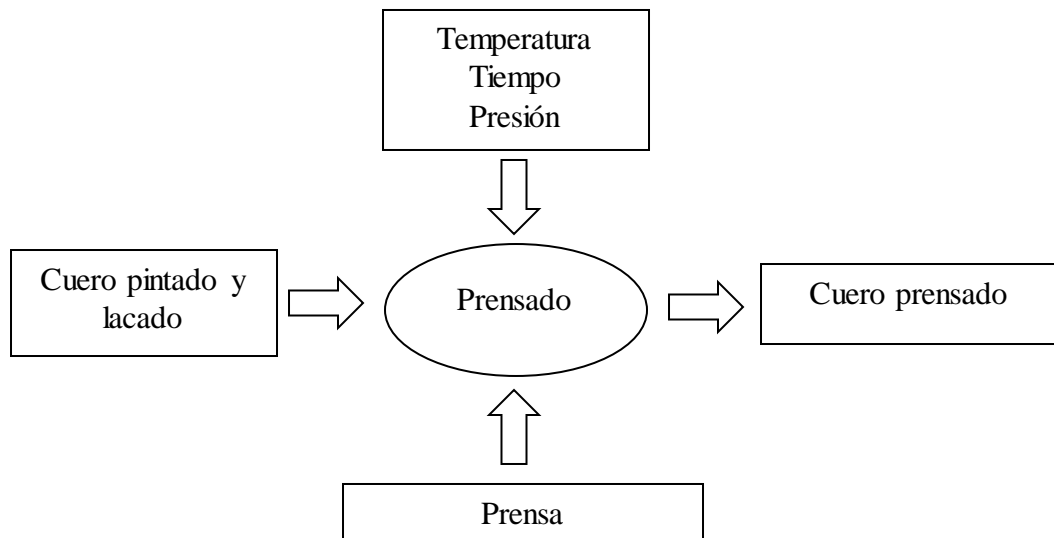 Temperatura
Tiempo
Presión
Cuero pintado y
lacado
Prensado
Cuero prensado
Prensa